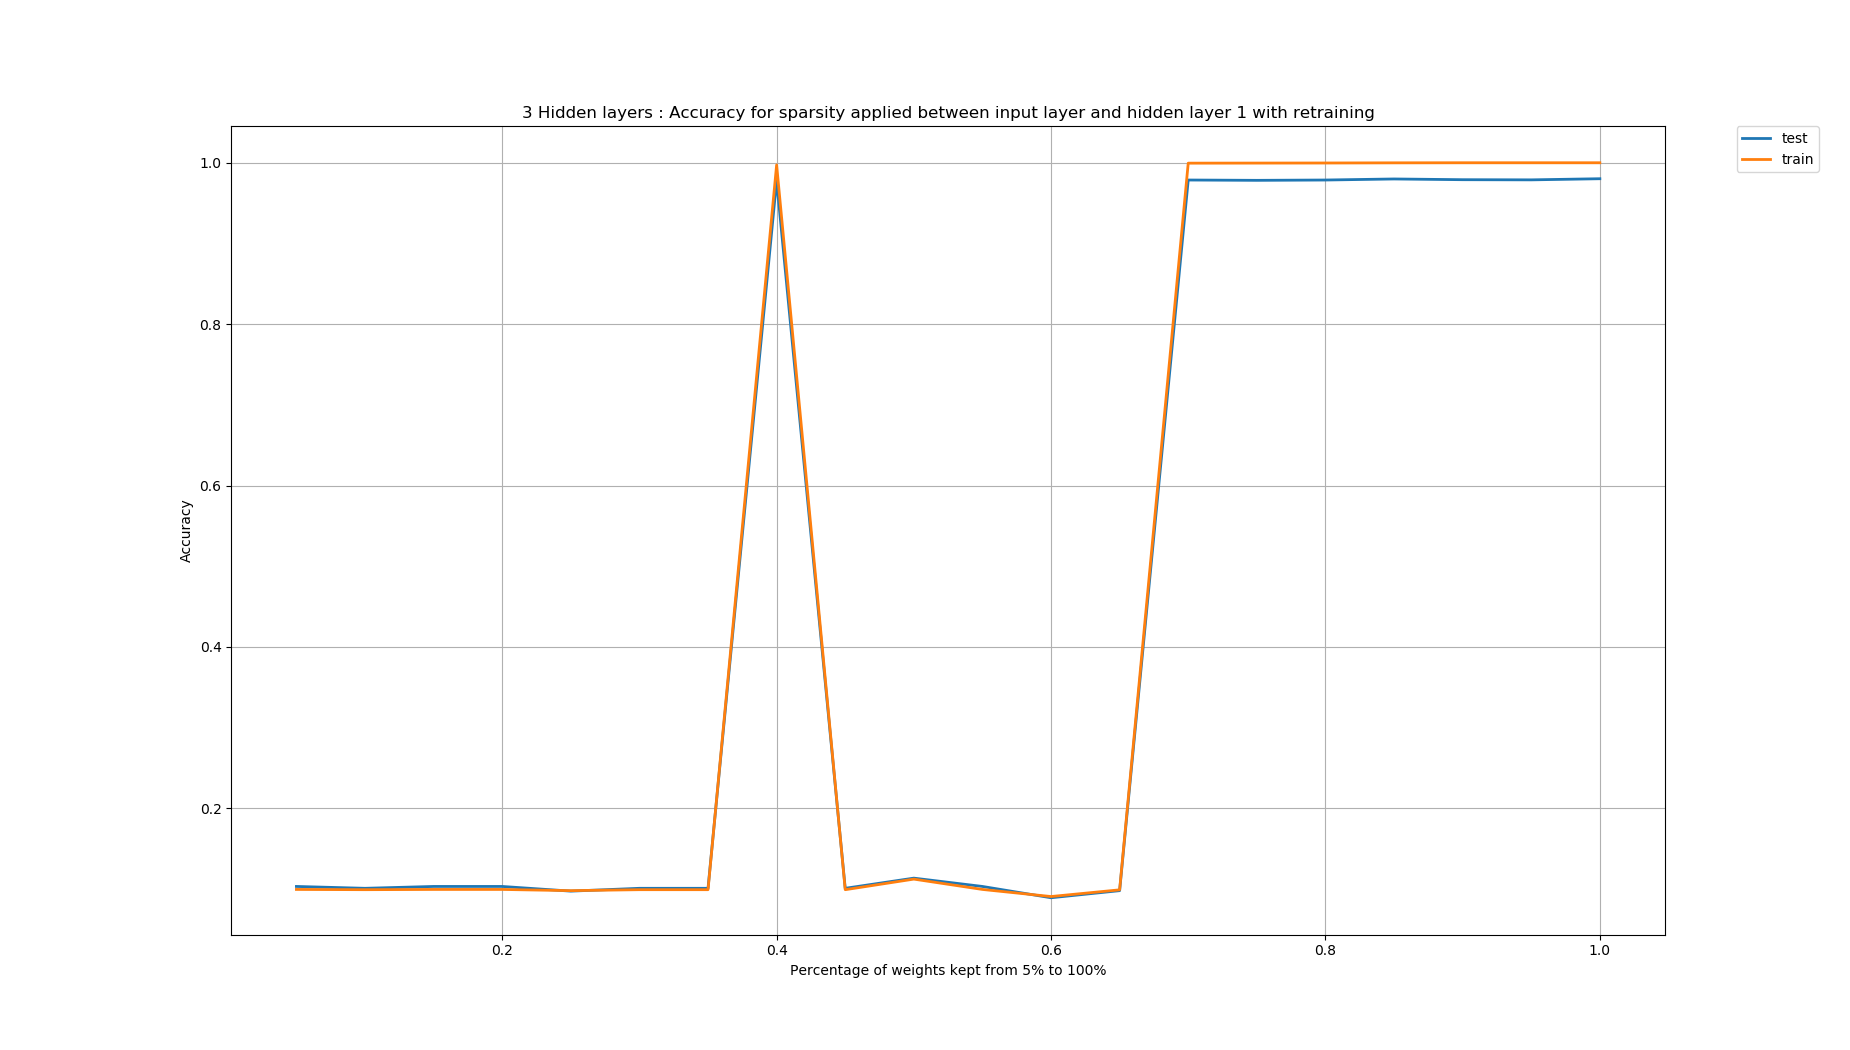 3 Hidden layers : Accuracy for sparsity applied between input layer and hidden layer 1 with retraining
test
train
1.0
0.8
0.6
0.4
0.2
Accuracy
0.2 0.4 0.6 0.8 1.0
Percentage of weights kept from 5% to 100%